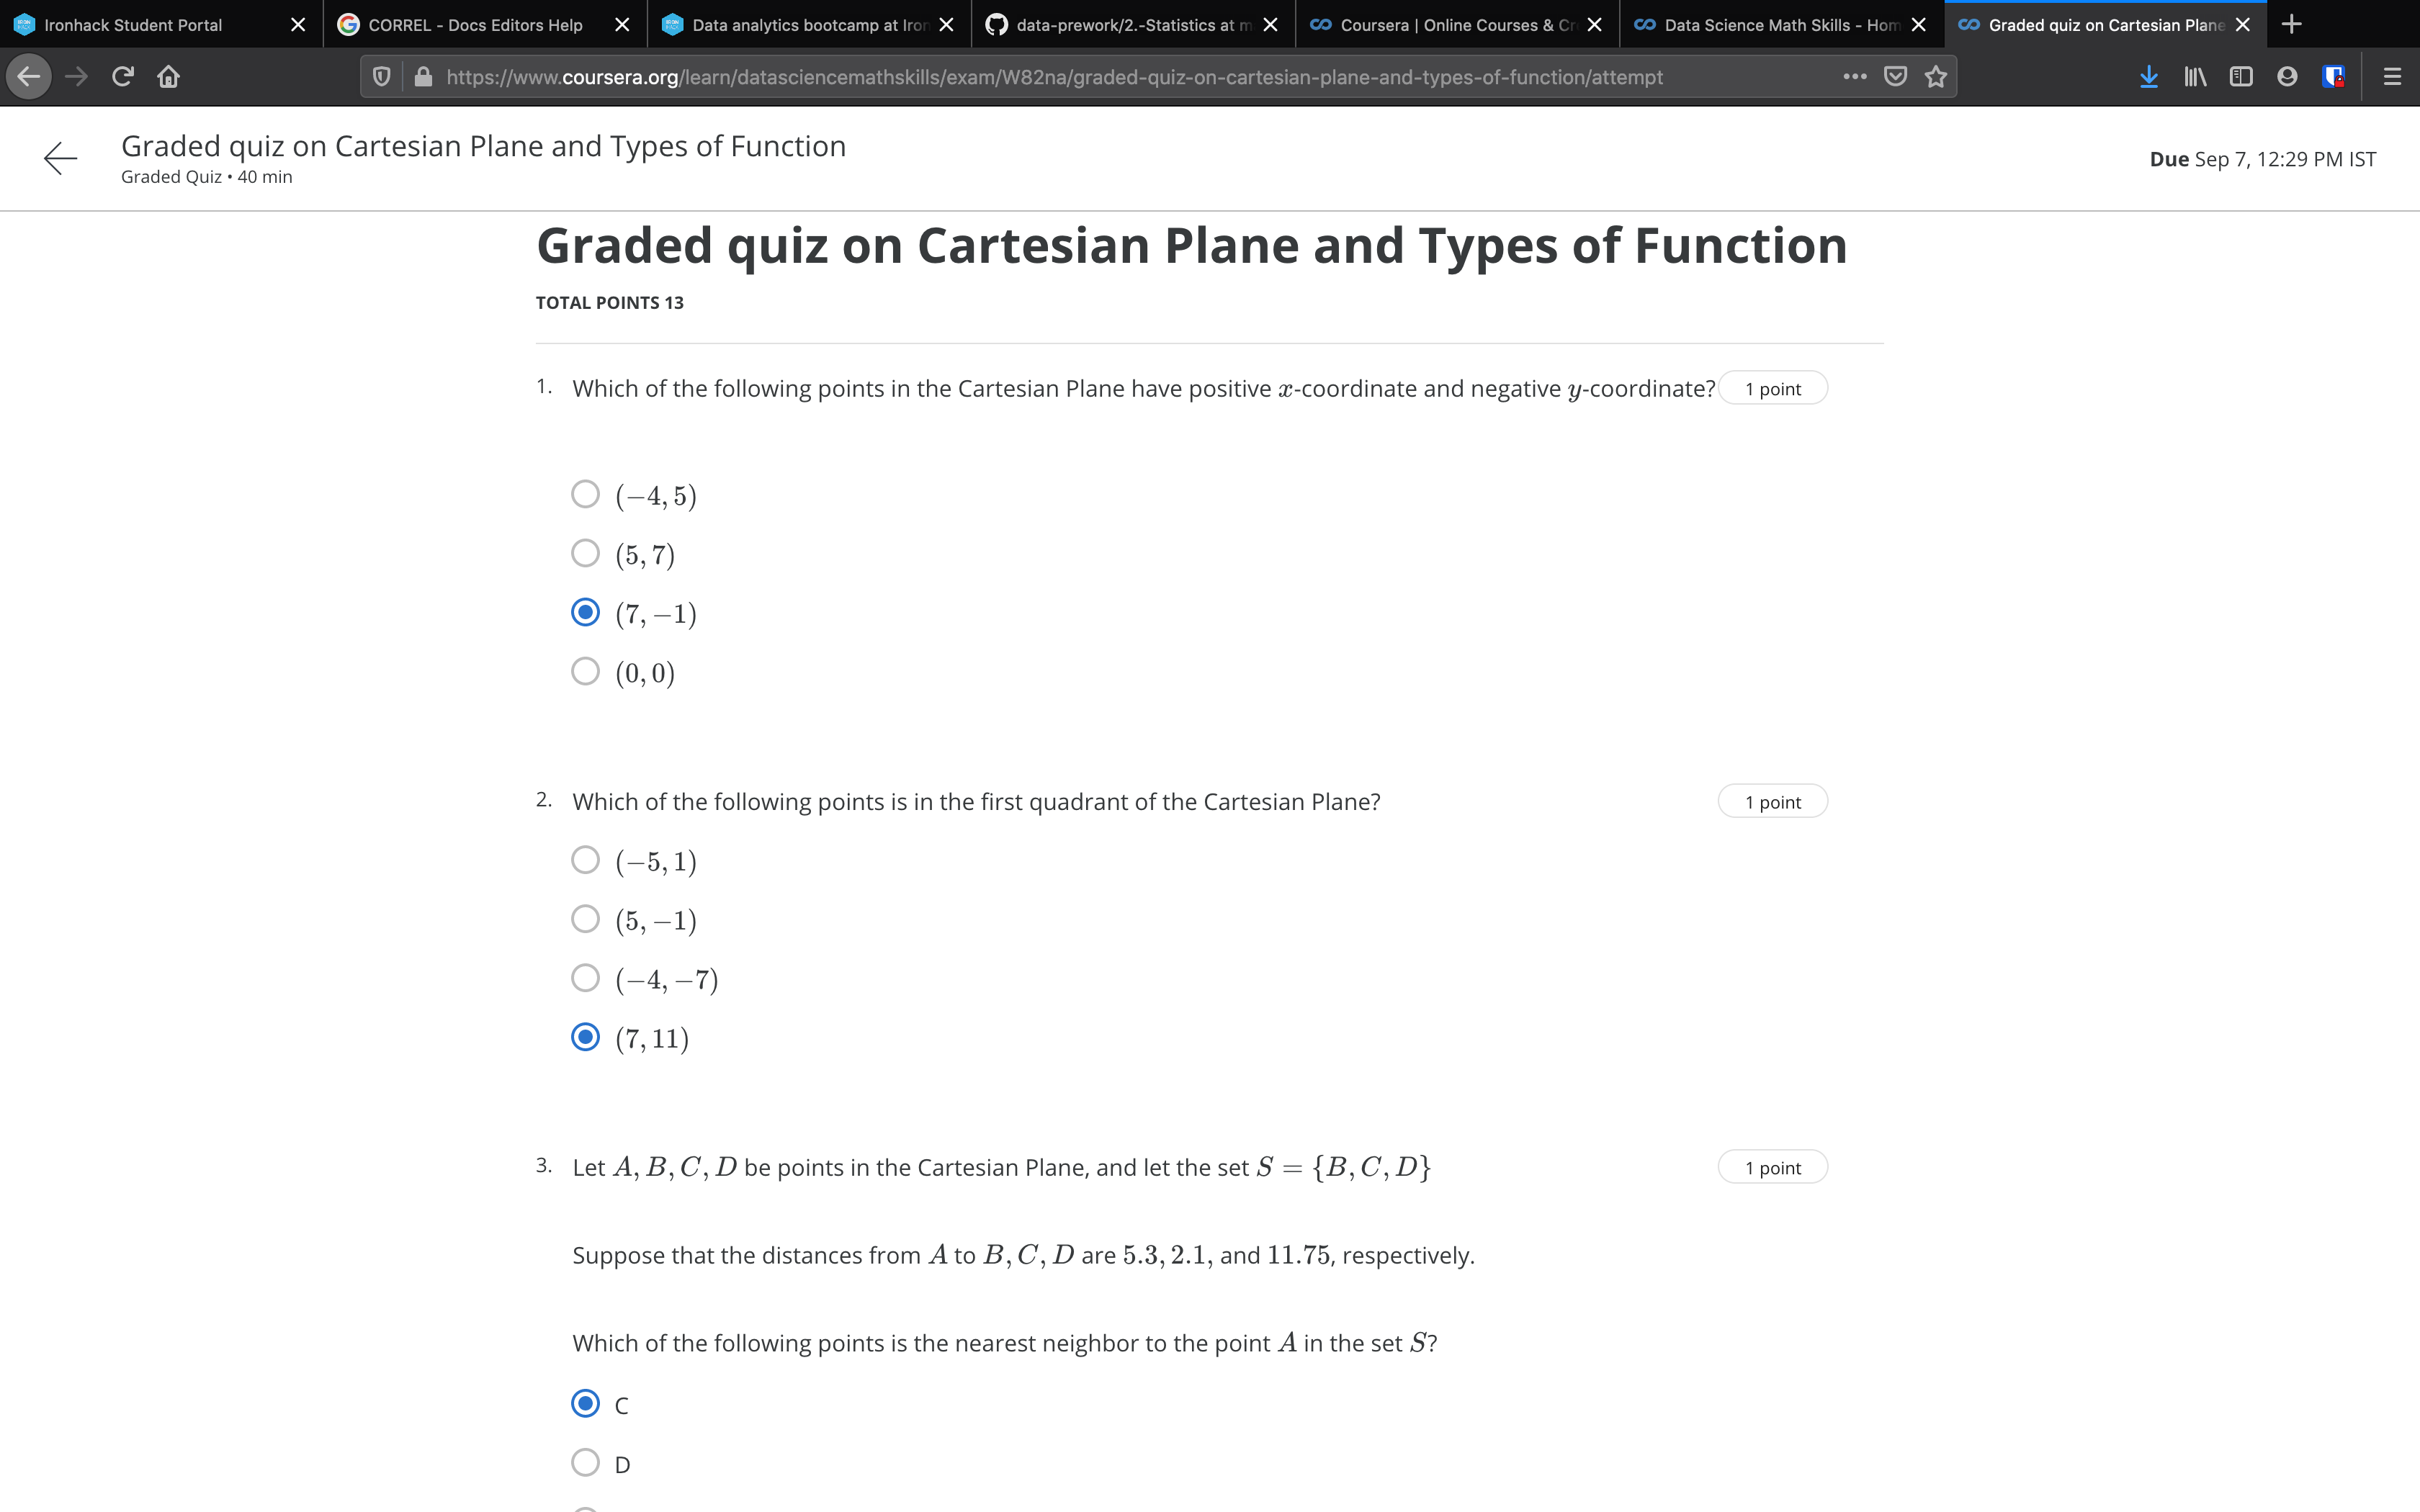 Ironhack Student Portal
CORREL - Docs Editors Help
Data analytics bootcamp at Iron
data-prework/2.-Statistics at m
Coursera | Online Courses & Cr
Data Science Math Skills - Hom
Graded quiz on Cartesian Plane
https://www.coursera.org/learn/datasciencemathskills/exam/W82na/graded-quiz-on-cartesian-plane-and-types-of-function/attempt
Graded quiz on Cartesian Plane and Types of Function
Graded Quiz • 40 min
Due Sep 7, 12:29 PM IST
Graded quiz on Cartesian Plane and Types of Function
TOTAL POINTS 13
1. Which of the following points in the Cartesian Plane have positive x-coordinate and negative y-coordinate? 1 point
(−4, 5)
(5, 7)
(7, −1)
(0, 0)
2. Which of the following points is in the first quadrant of the Cartesian Plane? 1 point
(−5, 1)
(5, −1)
(−4, −7)
(7, 11)
3. Let A, B, C, D be points in the Cartesian Plane, and let the set S = {B, C, D} 1 point
Suppose that the distances from A to B, C, D are 5.3, 2.1, and 11.75, respectively.
Which of the following points is the nearest neighbor to the point A in the set S?
C
D